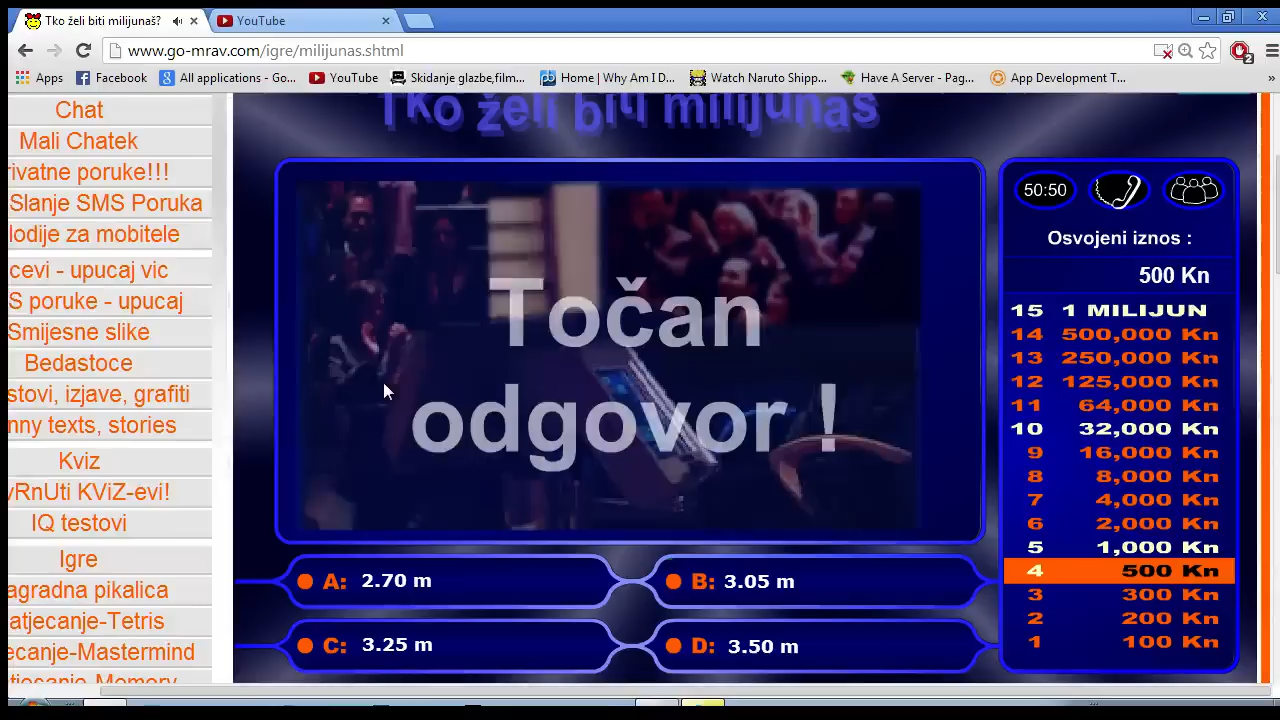 Tko želi biti milijunaš?
YouTube
www.go-mrav.com/igre/milijunas.shtml
2
Apps
Facebook
All applications - Go...
YouTube
Skidanje glazbe,film...
Home | Why Am I D...
Watch Naruto Shipp...
Have A Server - Pag...
App Development T...
»
Chat
Mali Chatek
rivatne poruke!!!
Slanje SMS Poruka
lodije za mobitele
cevi - upucaj vic
S poruke - upucaj
Smijesne slike
Bedastoce
stovi, izjave, grafiti
nny texts, stories
Kviz
vRnUti KViZ-evi!
IQ testovi
Igre
agradna pikalica
atjecanje-Tetris
ecanje-Mastermind
tjecanje-Memory
Tko želi biti milijunaš
Točan
odgovor !
A: 2.70 m
B: 3.05 m
C: 3.25 m
D: 3.50 m
50:50
Osvojeni iznos :
500 Kn
15 1 MILIJUN
14 500,000 Kn
13 250,000 Kn
12 125,000 Kn
11 64,000 Kn
10 32,000 Kn
9 16,000 Kn
8 8,000 Kn
7 4,000 Kn
6 2,000 Kn
5 1,000 Kn
4 500 Kn
3 300 Kn
2 200 Kn
1 100 Kn